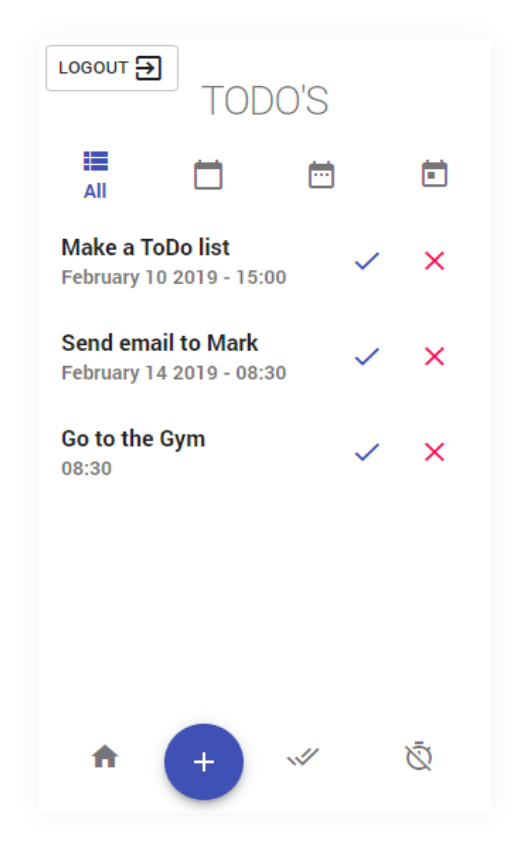 LOGOUT
TODO'S
All
Make a ToDo list
February 10 2019 - 15:00
Send email to Mark
February 14 2019 - 08:30
Go to the Gym
08:30